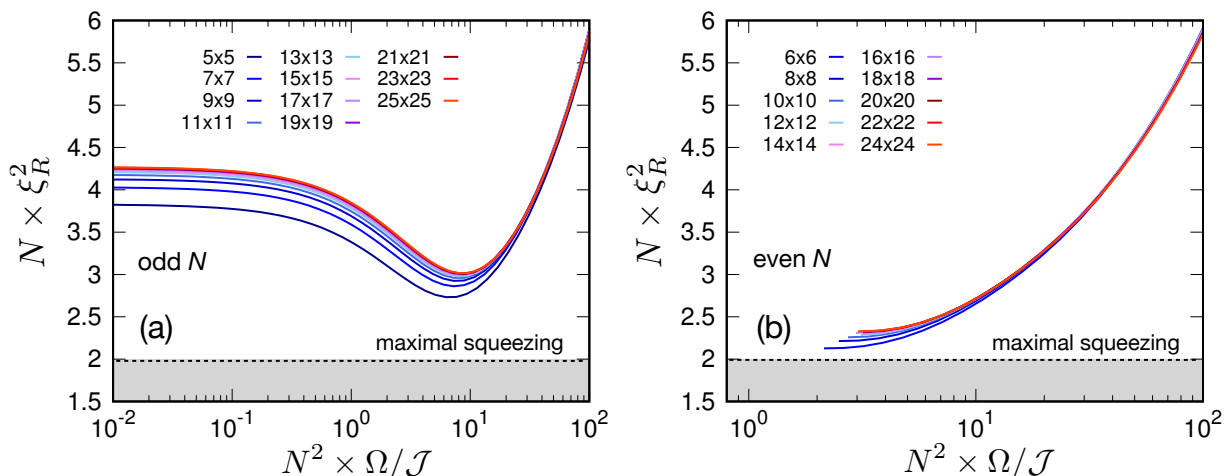 6
5.5
5
4.5
4
3.5
3
2.5
2
1.5
N × ξ_R^2
5x5 13x13 21x21
7x7 15x15 23x23
9x9 17x17 25x25
11x11 19x19
odd N
(a)
maximal squeezing
10^-2 10^-1 10^0 10^1 10^2
N^2 × Ω/𝒥
6
5.5
5
4.5
4
3.5
3
2.5
2
1.5
N × ξ_R^2
6x6 16x16
8x8 18x18
10x10 20x20
12x12 22x22
14x14 24x24
even N
(b)
maximal squeezing
10^0 10^1 10^2
N^2 × Ω/𝒥